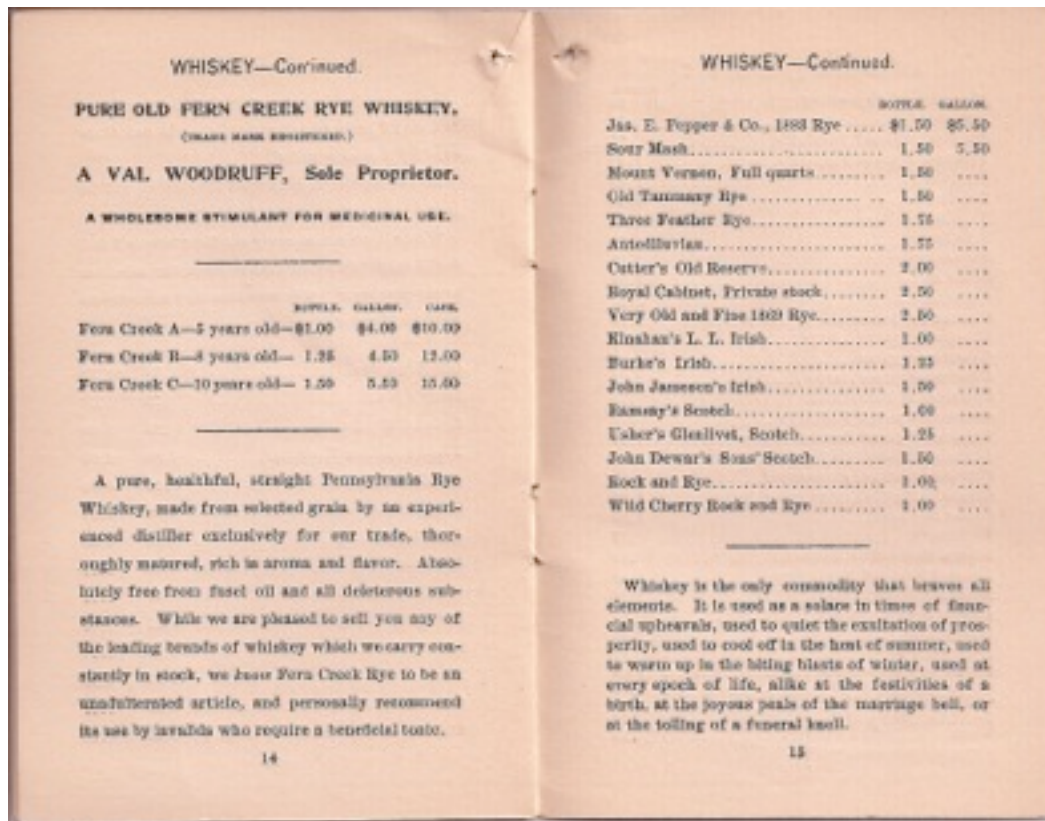 WHISKEY—Continued.
PURE OLD FERN CREEK RYE WHISKEY,
(TRADE MARK REGISTERED.)
A VAL WOODRUFF, Sole Proprietor.
A WHOLESOME STIMULANT FOR MEDICINAL USE.
BOTTLE. GALLON. CASE.
Fern Creek A—5 years old—$1.00 $4.00 $10.00
Fern Creek B—8 years old— 1.25 4.50 12.00
Fern Creek C—10 years old— 1.50 5.50 15.00
A pure, healthful, straight Pennsylvania Rye
Whiskey, made from selected grain by an experi-
enced distiller exclusively for our trade, thor-
oughly matured, rich in aroma and flavor. Abso-
lutely free from fusel oil and all deleterous sub-
stances. While we are pleased to sell you any of
the leading brands of whiskey which we carry con-
stantly in stock, we know Fern Creek Rye to be an
unadulterated article, and personally recommend
its use by invalids who require a beneficial tonic.
14
WHISKEY—Continued.
BOTTLE. GALLON.
Jas. E. Pepper & Co., 1883 Rye ..... $1.50 $5.50
Sour Mash........................... 1.50 5.50
Mount Vernon, Full quarts ........ 1.50 ....
Old Tammany Rye ................ 1.50 ....
Three Feather Rye................. 1.75 ....
Antediluvian....................... 1.75 ....
Cutter's Old Reserve............... 2.00 ....
Royal Cabinet, Private stock........ 2.50 ....
Very Old and Fine 1869 Rye......... 2.50 ....
Kinahan's L. L. Irish............... 1.00 ....
Burke's Irish...................... 1.25 ....
John Jameson's Irish............... 1.50 ....
Ramsay's Scotch................... 1.00 ....
Usher's Glenlivet, Scotch........... 1.25 ....
John Dewar's Sons' Scotch......... 1.50 ....
Rock and Rye...................... 1.00 ....
Wild Cherry Rock and Rye ......... 1.00 ....
Whiskey is the only commodity that braves all
elements. It is used as a solace in times of finan-
cial upheavals, used to quiet the exultation of pros-
perity, used to cool off in the heat of summer, used
to warm up in the biting blasts of winter, used at
every epoch of life, alike at the festivities of a
birth, at the joyous peals of the marriage bell, or
at the tolling of a funeral knell.
15